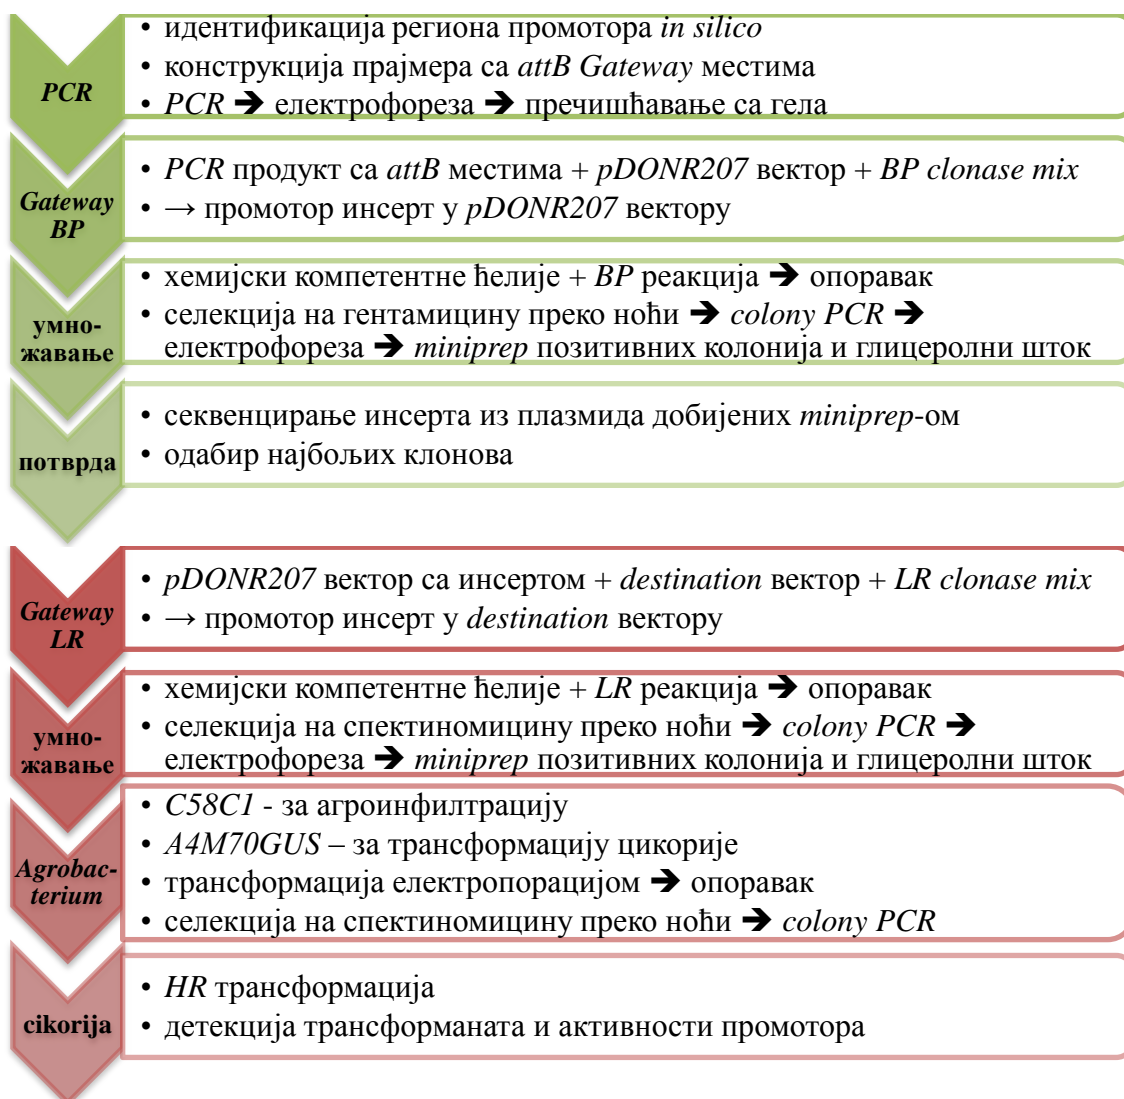 PCR
• идентификација региона промотора in silico
• конструкција прајмера са attB Gateway местима
• PCR ➔ електрофореза ➔ пречишћавање са гела
Gateway
BP
• PCR продукт са attB местима + pDONR207 вектор + BP clonase mix
• → промотор инсерт у pDONR207 вектору
умно-
жавање
• хемијски компетентне ћелије + BP реакција ➔ опоравак
• селекција на гентамицину преко ноћи ➔ colony PCR ➔
електрофореза ➔ miniprep позитивних колонија и глицеролни шток
потврда
• секвенцирање инсерта из плазмида добијених miniprep-ом
• одабир најбољих клонова
Gateway
LR
• pDONR207 вектор са инсертом + destination вектор + LR clonase mix
• → промотор инсерт у destination вектору
умно-
жавање
• хемијски компетентне ћелије + LR реакција ➔ опоравак
• селекција на спектиномицину преко ноћи ➔ colony PCR ➔
електрофореза ➔ miniprep позитивних колонија и глицеролни шток
Agrobac-
terium
• C58C1 - за агроинфилтрацију
• A4M70GUS – за трансформацију цикорије
• трансформација електропорацијом ➔ опоравак
• селекција на спектиномицину преко ноћи ➔ colony PCR
cikorija
• HR трансформација
• детекција трансформаната и активности промотора